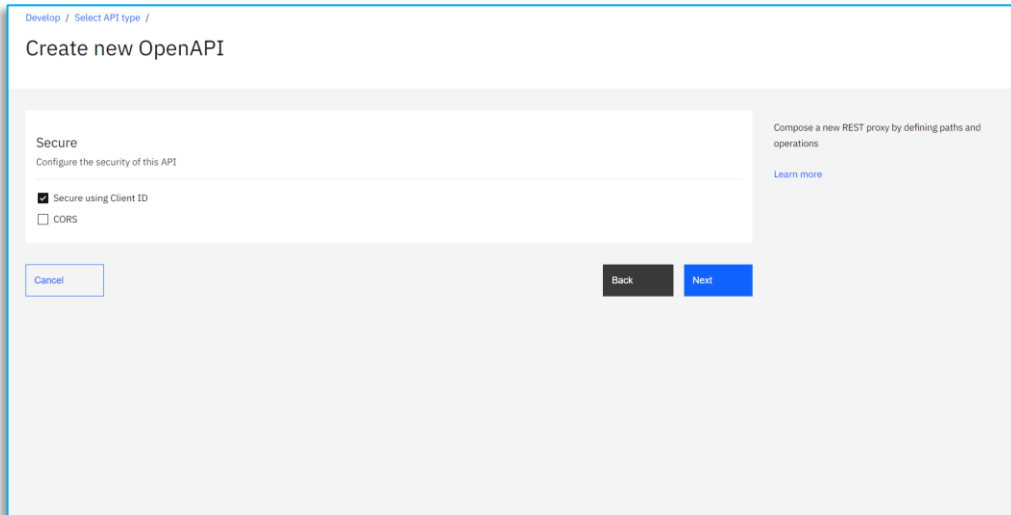 Develop / Select API type /
Create new OpenAPI
Secure
Configure the security of this API
Secure using Client ID
CORS
Cancel
Back
Next
Compose a new REST proxy by defining paths and
operations
Learn more